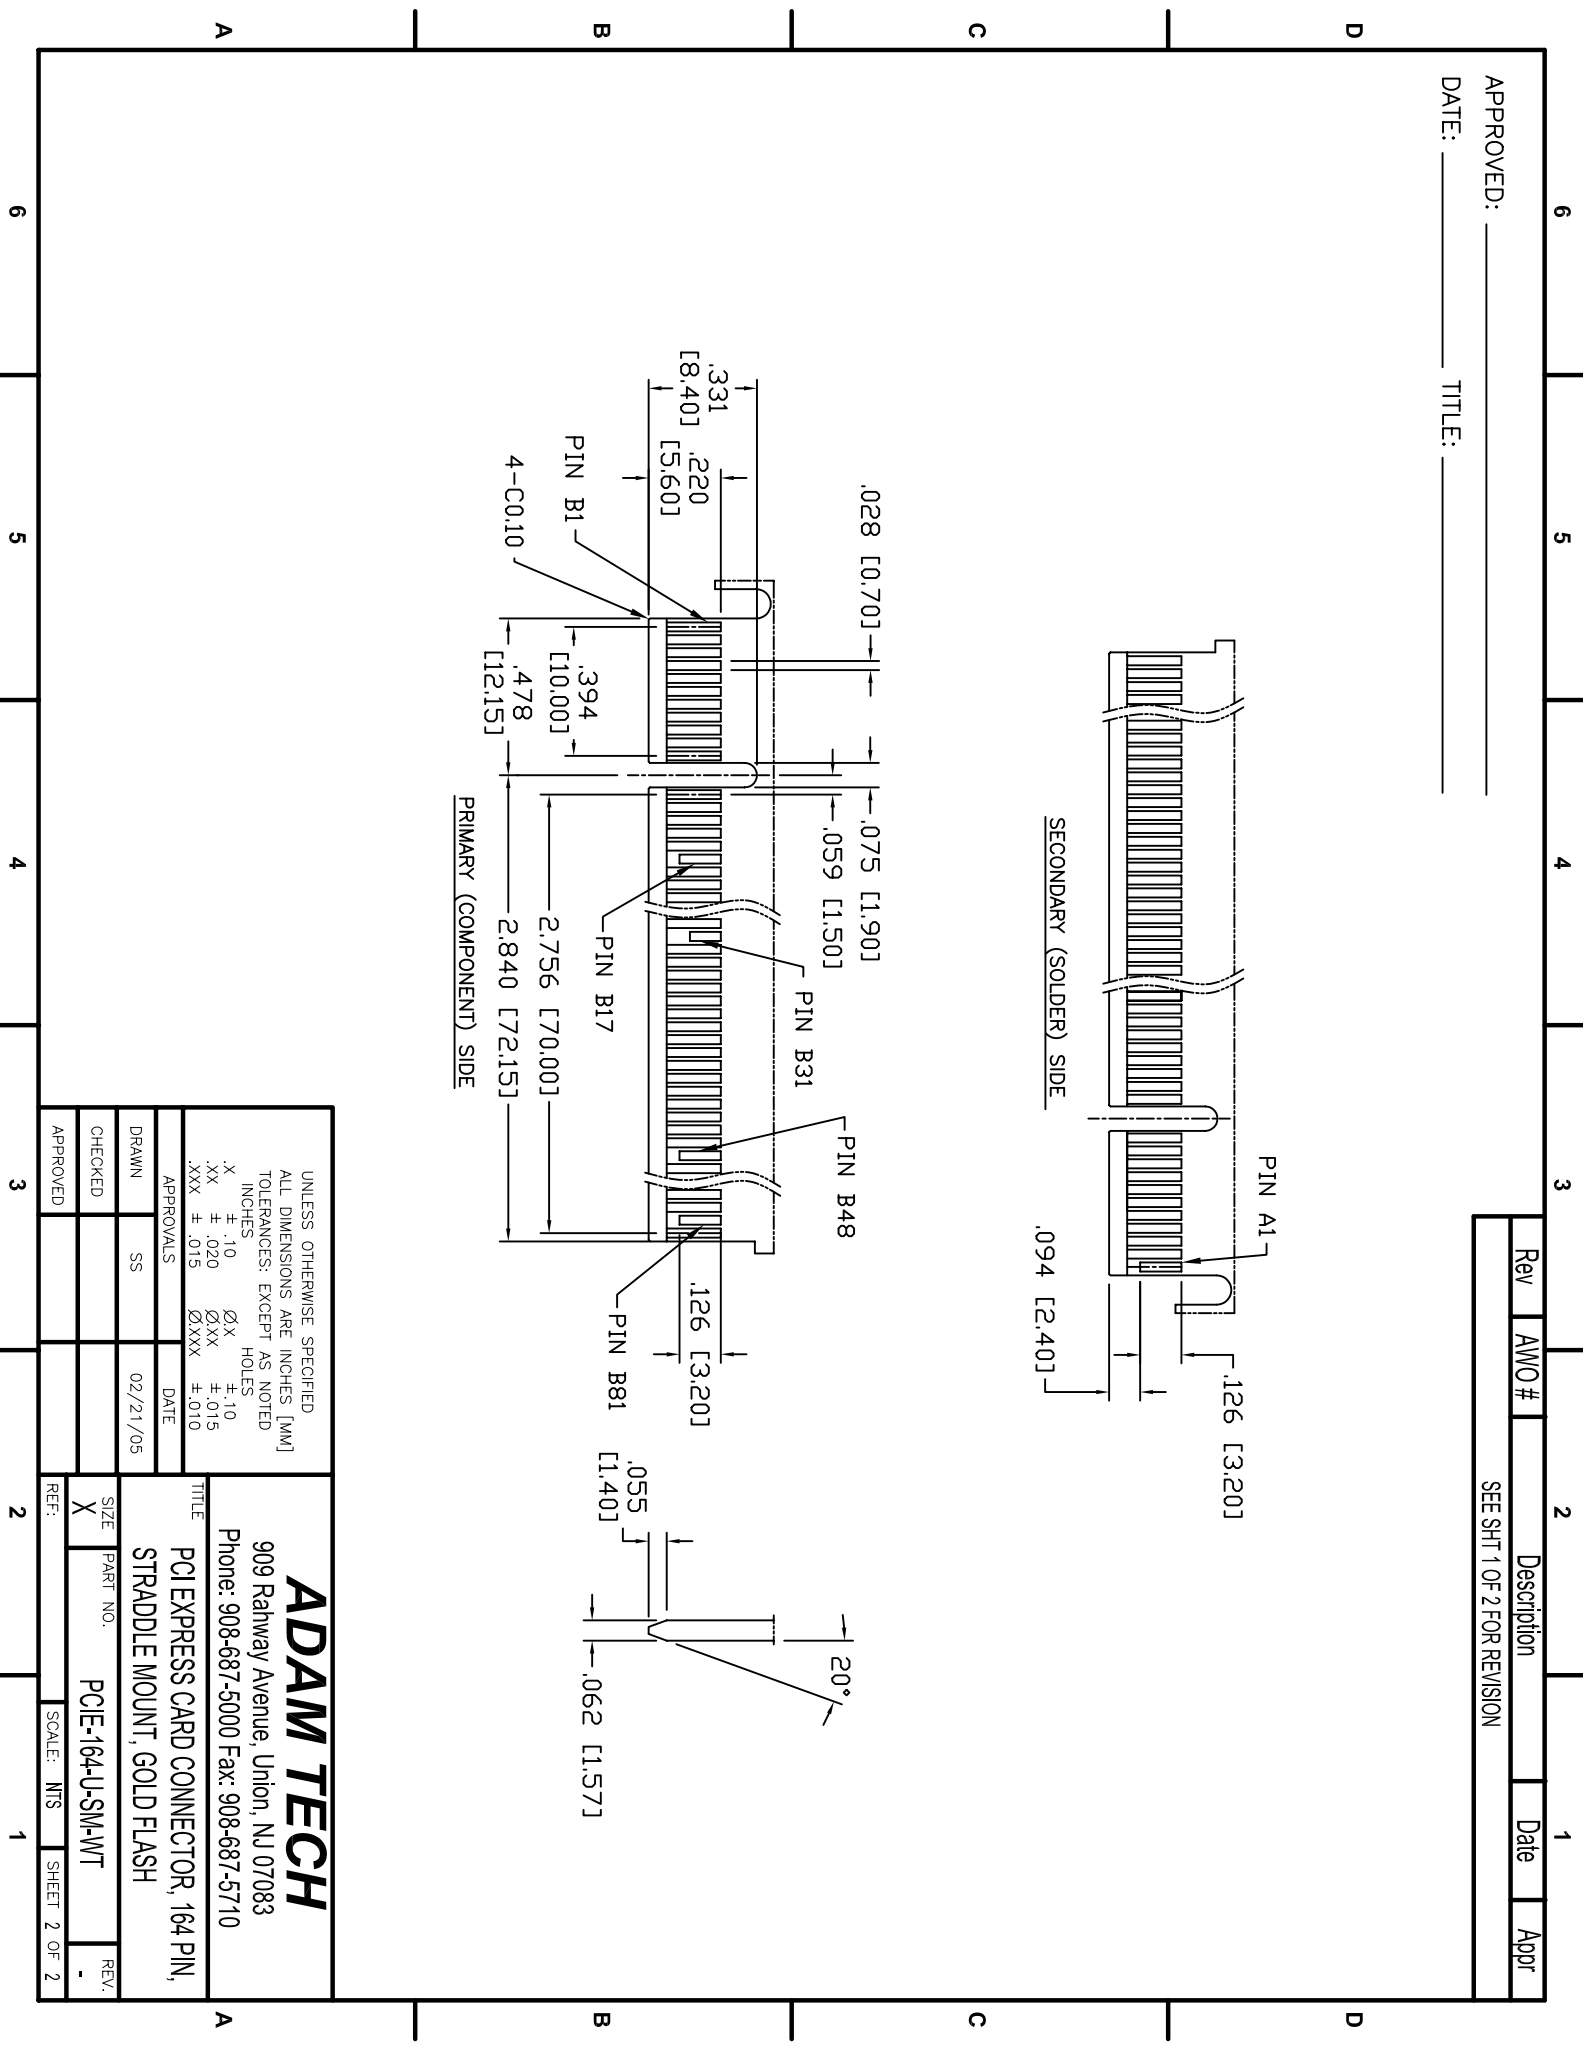 6
5
4
3
2
1
D
C
B
A
Rev
AWO #
Description
Date
Appr
SEE SHT 1 OF 2 FOR REVISION
APPROVED:
DATE:
TITLE:
PIN A1
.126 [3.20]
.094 [2.40]
SECONDARY (SOLDER) SIDE
.028 [0.70]
.075 [1.90]
.059 [1.50]
.331
[8.40]
.220
[5.60]
PIN B1
4-C0.10
.394
[10.00]
.478
[12.15]
PIN B31
PIN B48
PIN B17
PIN B81
2.756 [70.00]
2.840 [72.15]
.126 [3.20]
PRIMARY (COMPONENT) SIDE
20°
.055
[1.40]
.062 [1.57]
UNLESS OTHERWISE SPECIFIED
ALL DIMENSIONS ARE INCHES [MM]
TOLERANCES: EXCEPT AS NOTED
INCHES HOLES
.X ± .10 Ø.X ±.10
.XX ± .020 Ø.XX ±.015
.XXX ± .015 Ø.XXX ±.010
APPROVALS
DATE
DRAWN
SS
02/21/05
CHECKED
APPROVED
ADAM TECH
909 Rahway Avenue, Union, NJ 07083
Phone: 908-687-5000 Fax: 908-687-5710
TITLE
PCI EXPRESS CARD CONNECTOR, 164 PIN,
STRADDLE MOUNT, GOLD FLASH
SIZE
X
PART NO.
PCIE-164-U-SM-WT
REV.
-
REF:
SCALE: NTS
SHEET 2 OF 2
6
5
4
3
2
1
D
C
B
A